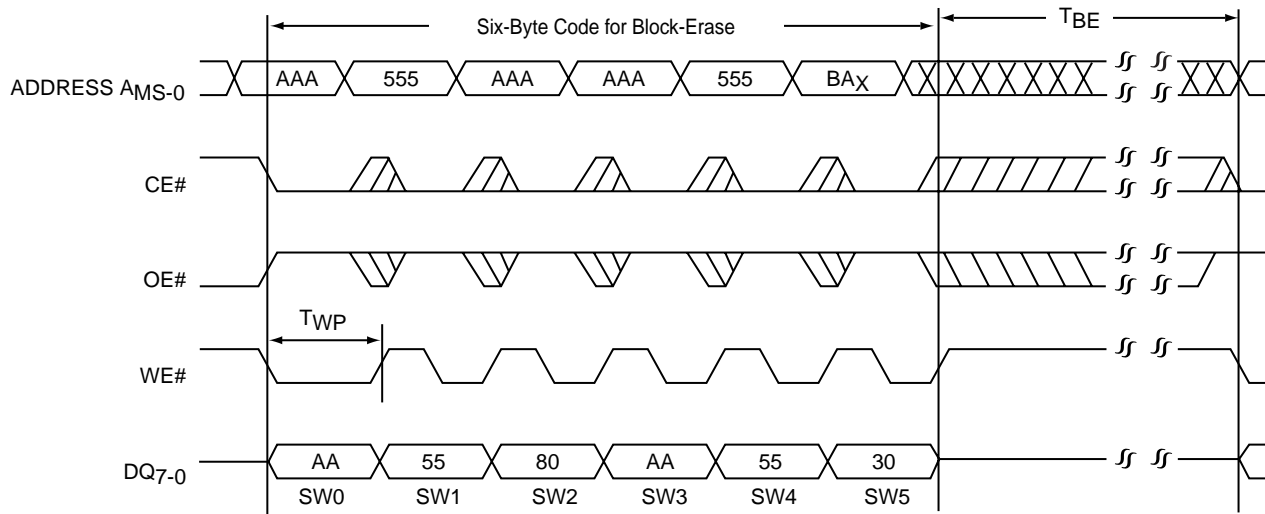 Six-Byte Code for Block-Erase
TBE
ADDRESS AMS-0
AAA 555 AAA AAA 555 BAX
CE#
OE#
TWP
WE#
DQ7-0
AA 55 80 AA 55 30
SW0 SW1 SW2 SW3 SW4 SW5